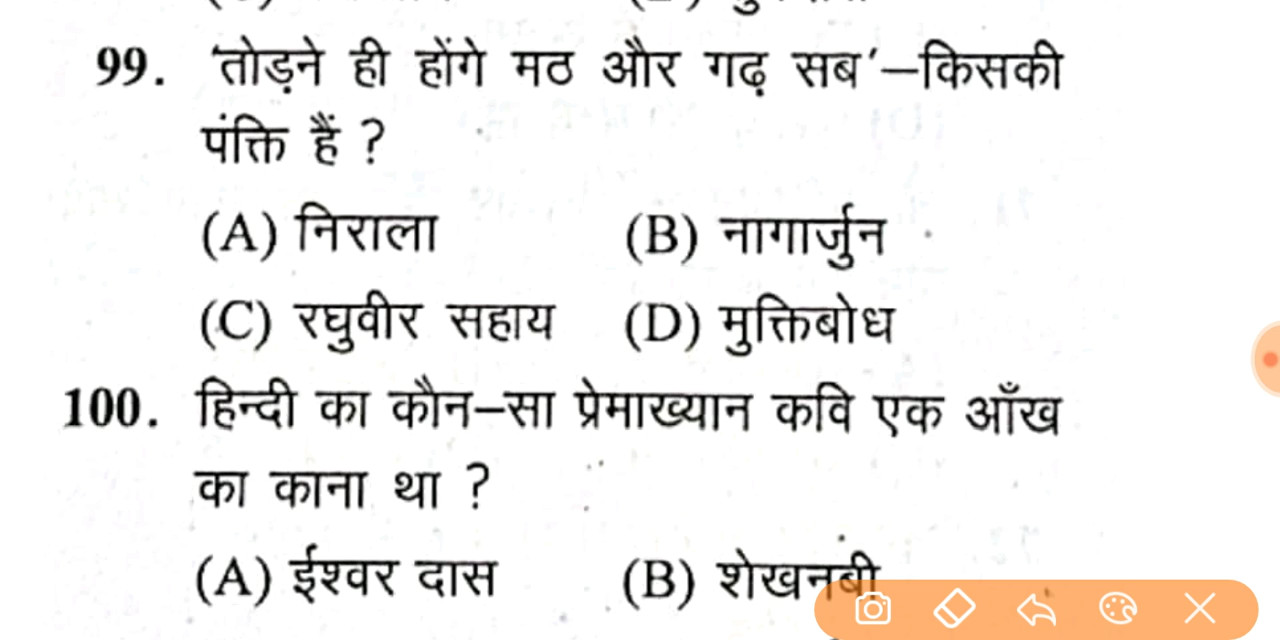 99. 'तोड़ने ही होंगे मठ और गढ़ सब'–किसकी
पंक्ति हैं ?
(A) निराला (B) नागार्जुन
(C) रघुवीर सहाय (D) मुक्तिबोध
100. हिन्दी का कौन–सा प्रेमाख्यान कवि एक आँख
का काना था ?
(A) ईश्वर दास (B) शेखनबी